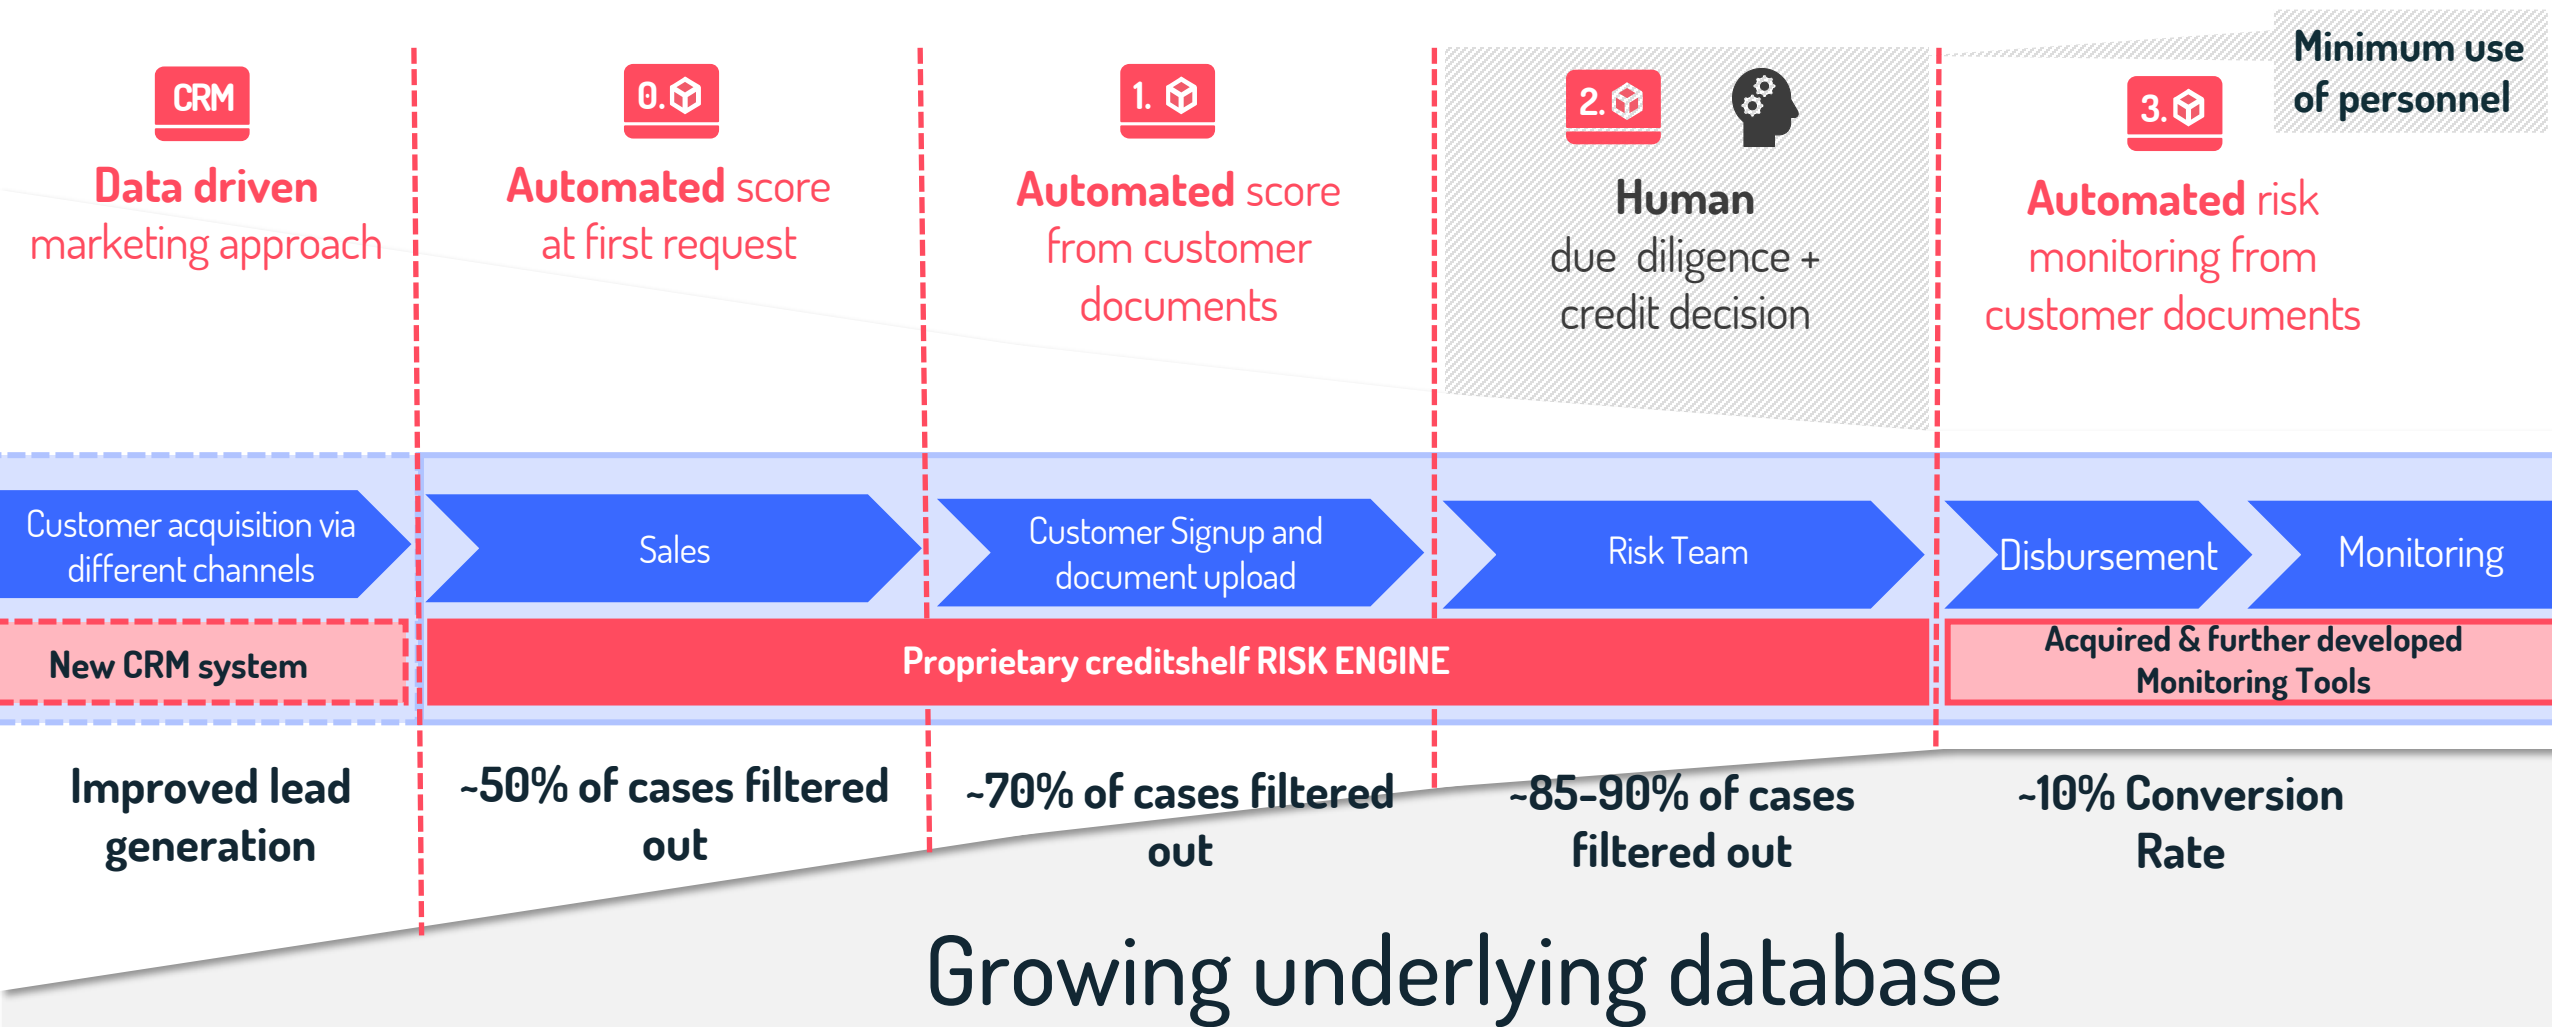 Minimum use
of personnel
CRM
Data driven
marketing approach
0.
Automated score
at first request
1.
Automated score
from customer
documents
2.
Human
due diligence +
credit decision
3.
Automated risk
monitoring from
customer documents
Customer acquisition via
different channels
Sales
Customer Signup and
document upload
Risk Team
Disbursement
Monitoring
New CRM system
Proprietary creditshelf RISK ENGINE
Acquired & further developed
Monitoring Tools
Improved lead
generation
~50% of cases filtered
out
~70% of cases filtered
out
~85-90% of cases
filtered out
~10% Conversion
Rate
Growing underlying database